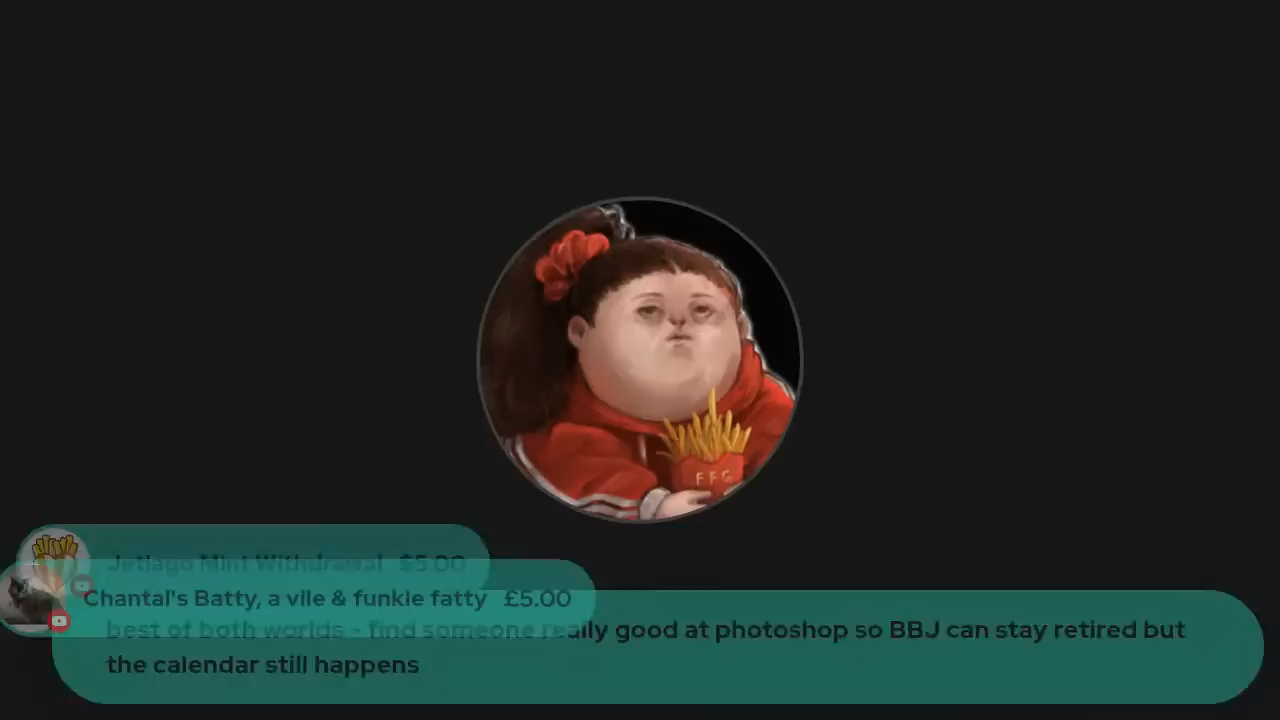 FFG
Jetlago Mint Withdrawal $5.00
Chantal's Batty, a vile & funkie fatty £5.00
best of both worlds - find someone really good at photoshop so BBJ can stay retired but
the calendar still happens